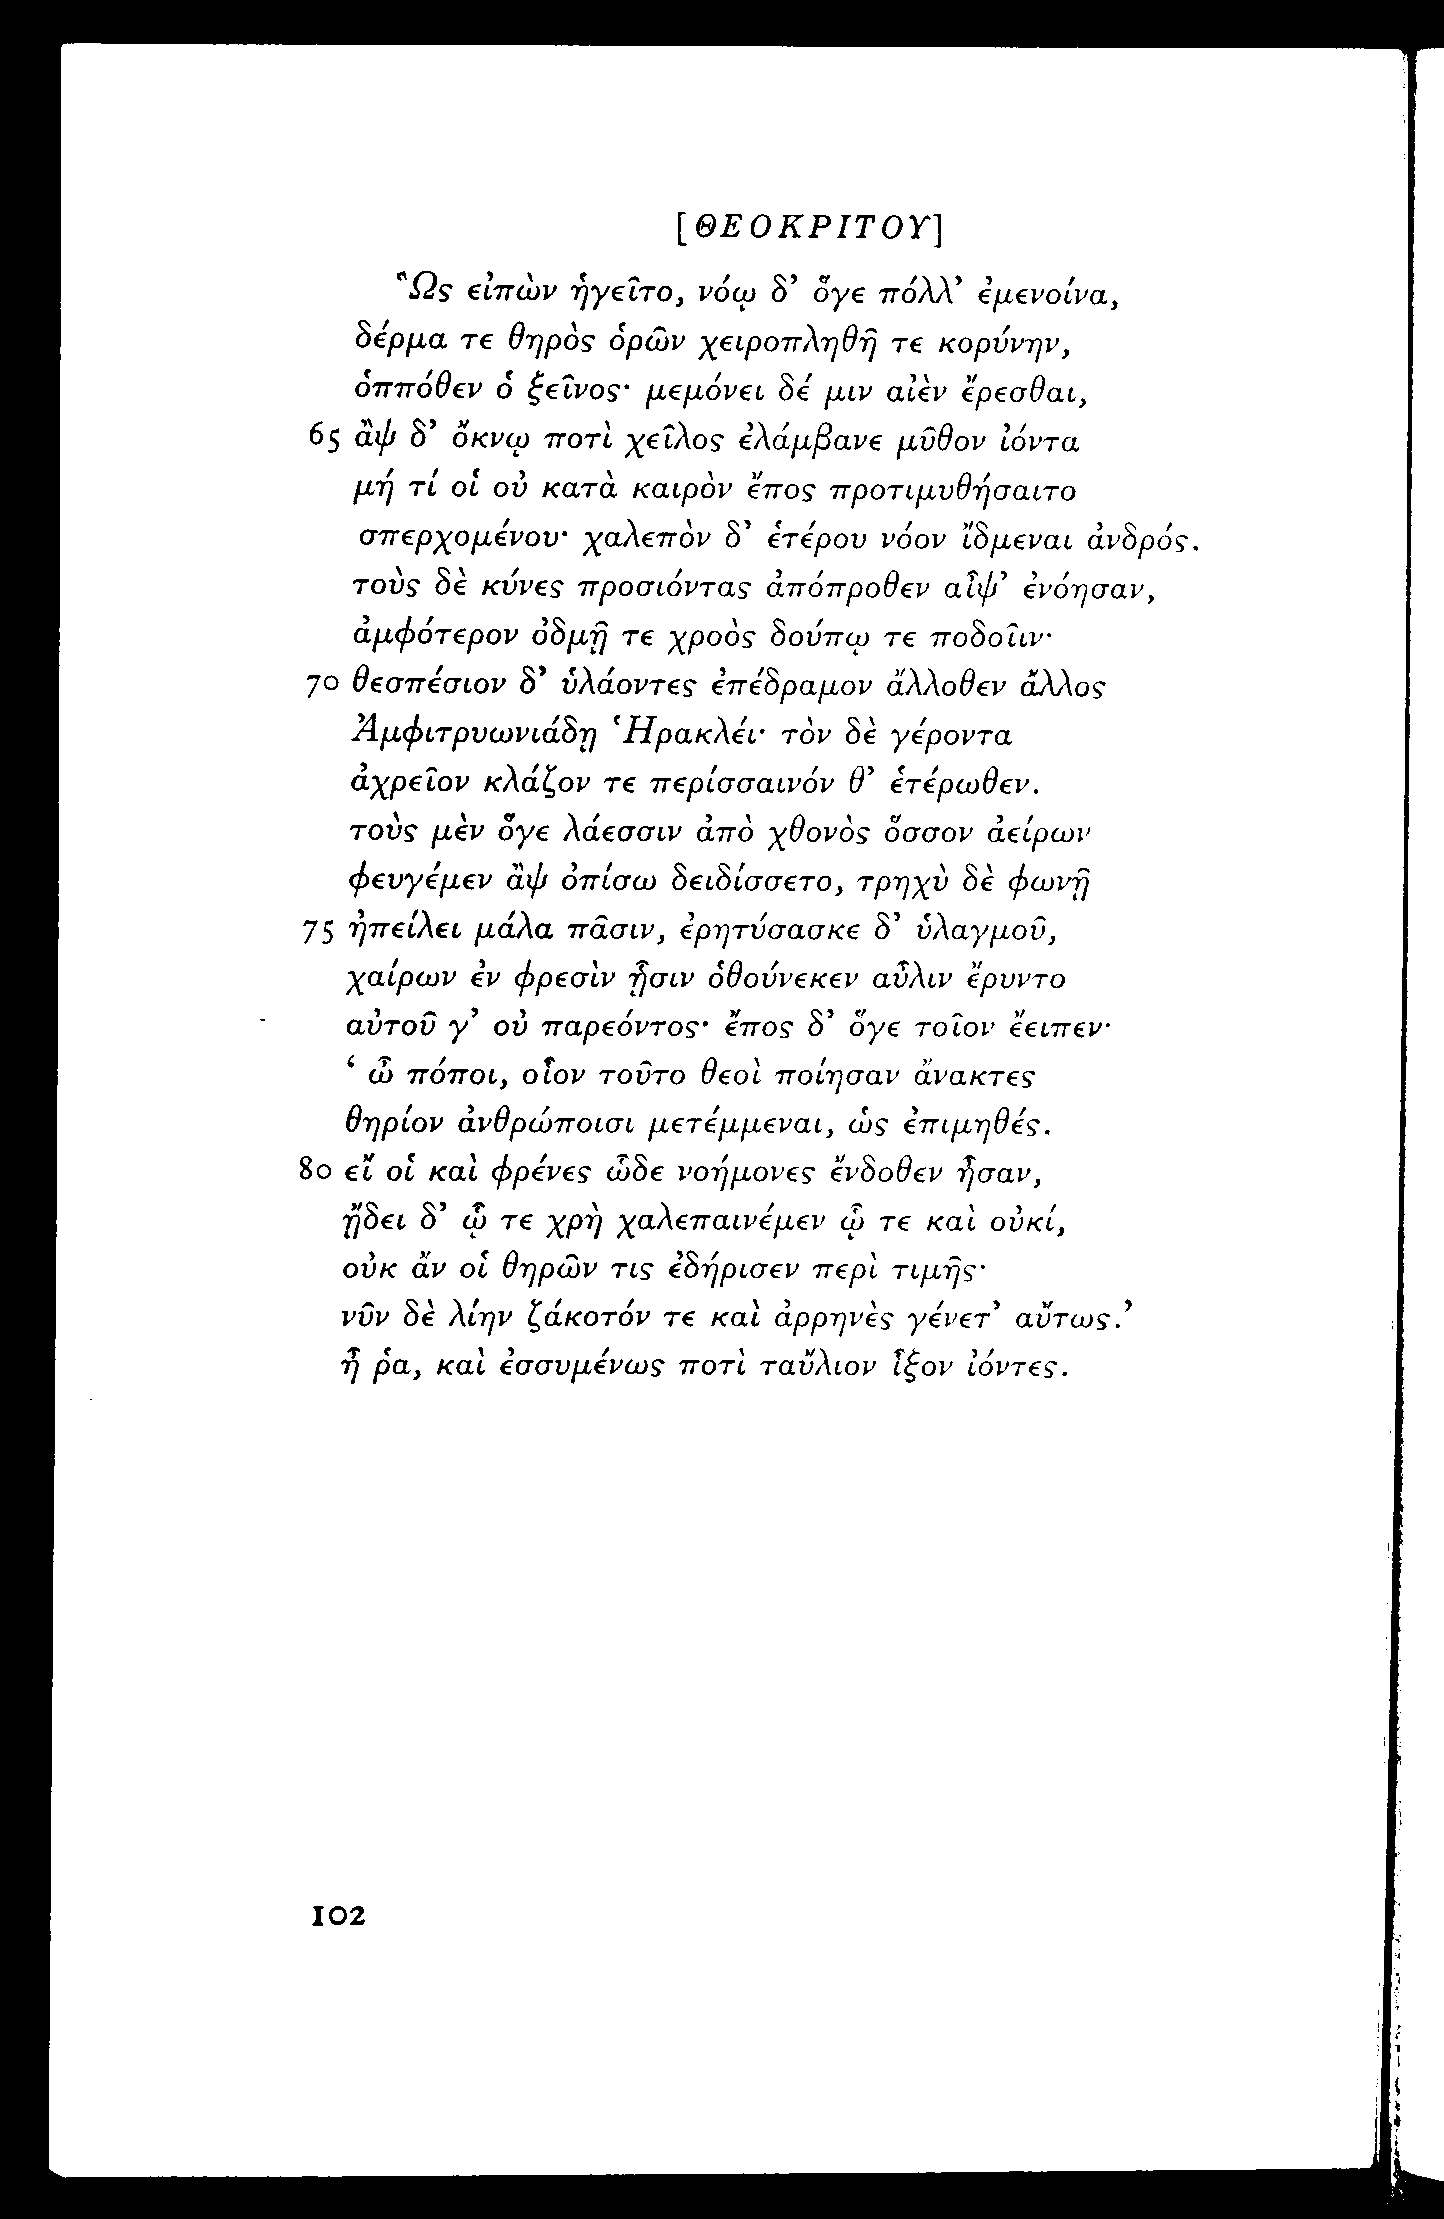 [ΘΕΟΚΡΙΤΟΥ]
Ὣς εἰπὼν ἡγεῖτο, νόῳ δ’ ὅγε πόλλ’ ἐμενοίνα,
δέρμα τε θηρὸς ὁρῶν χειροπληθῆ τε κορύνην,
ὁππόθεν ὁ ξεῖνος· μεμόνει δέ μιν αἰὲν ἔρεσθαι,
65 ἂψ δ’ ὄκνῳ ποτὶ χεῖλος ἐλάμβανε μῦθον ἰόντα
μή τί οἱ οὐ κατὰ καιρὸν ἔπος προτιμυθήσαιτο
σπερχομένου· χαλεπὸν δ’ ἑτέρου νόον ἴδμεναι ἀνδρός.
τοὺς δὲ κύνες προσιόντας ἀπόπροθεν αἶψ’ ἐνόησαν,
ἀμφότερον ὀδμῇ τε χροὸς δούπῳ τε ποδοῖιν·
70 θεσπέσιον δ’ ὑλάοντες ἐπέδραμον ἄλλοθεν ἄλλος
Ἀμφιτρυωνιάδῃ Ἡρακλέι· τὸν δὲ γέροντα
ἀχρεῖον κλάζον τε περίσσαινόν θ’ ἑτέρωθεν.
τοὺς μὲν ὅγε λάεσσιν ἀπὸ χθονὸς ὅσσον ἀείρων
φευγέμεν ἂψ ὀπίσω δειδίσσετο, τρηχὺ δὲ φωνῇ
75 ἠπείλει μάλα πᾶσιν, ἐρητύσασκε δ’ ὑλαγμοῦ,
χαίρων ἐν φρεσὶν ᾗσιν ὁθούνεκεν αὖλιν ἔρυντο
αὐτοῦ γ’ οὐ παρεόντος· ἔπος δ’ ὅγε τοῖον ἔειπεν·
‘ ὢ πόποι, οἷον τοῦτο θεοὶ ποίησαν ἄνακτες
θηρίον ἀνθρώποισι μετέμμεναι, ὡς ἐπιμηθές.
80 εἴ οἱ καὶ φρένες ὧδε νοήμονες ἔνδοθεν ἦσαν,
ᾔδει δ’ ᾧ τε χρὴ χαλεπαινέμεν ᾧ τε καὶ οὐκί,
οὐκ ἄν οἱ θηρῶν τις ἐδήρισεν περὶ τιμῆς·
νῦν δὲ λίην ζάκοτόν τε καὶ ἀρρηνὲς γένετ’ αὔτως.’
ἦ ῥα, καὶ ἐσσυμένως ποτὶ ταὔλιον ἷξον ἰόντες.
102